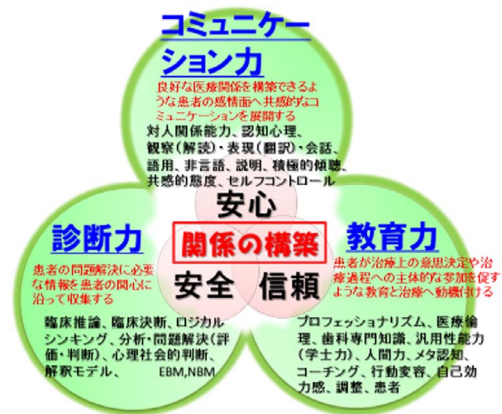 コミュニケー
ション力
良好な医療関係を構築できるよ
うな患者の感情面へ共感的なコ
ミュニケーションを展開する
対人関係能力、認知心理、
観察（解読）・表現（翻訳）・会話、
語用、非言語、説明、積極的傾聴、
共感的態度、セルフコントロール
安心
関係の構築
安全 信頼
診断力
患者の問題解決に必要
な情報を患者の関心に
沿って収集する
臨床推論、臨床決断、ロジカル
シンキング、分析・問題解決（評
価・判断）、心理社会的判断、
解釈モデル、 EBM,NBM
教育力
患者が治療上の意思決定や治
療過程への主体的な参加を促す
ような教育と治療へ動機付ける
プロフェッショナリズム、医療倫
理、歯科専門知識、汎用性能力
（学士力）、人間力、メタ認知、
コーチング、行動変容、自己効
力感、調整、患者